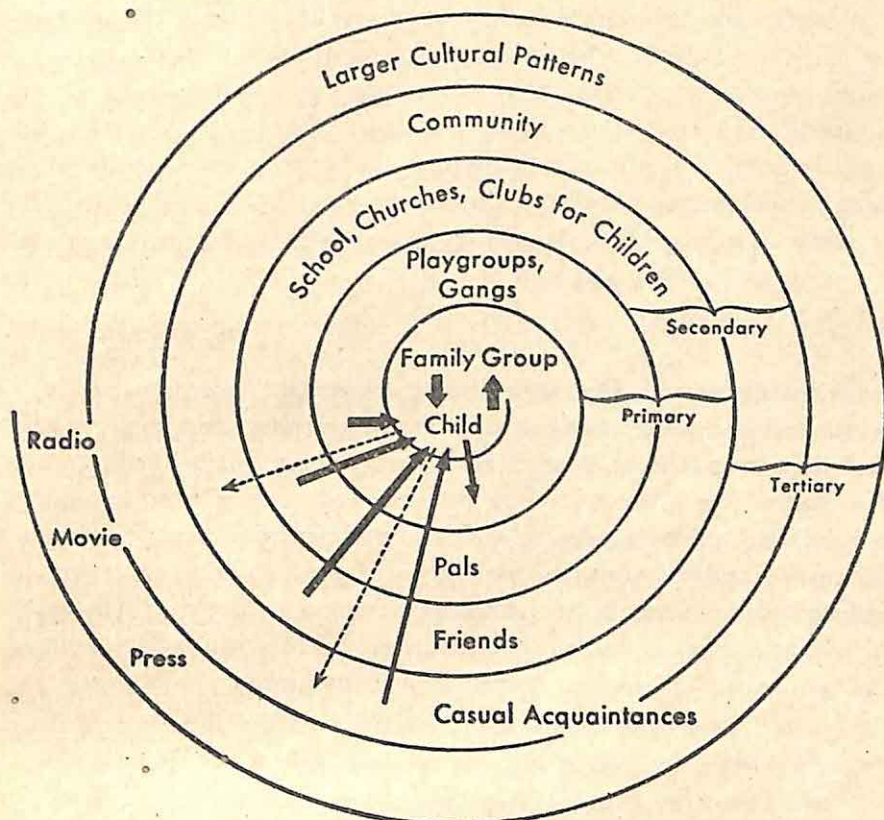 Larger Cultural Patterns
Community
School, Churches, Clubs for Children
Playgroups,
Gangs
Secondary
Family Group
Primary
Child
Radio
Tertiary
Movie
Pals
Friends
Press
Casual Acquaintances